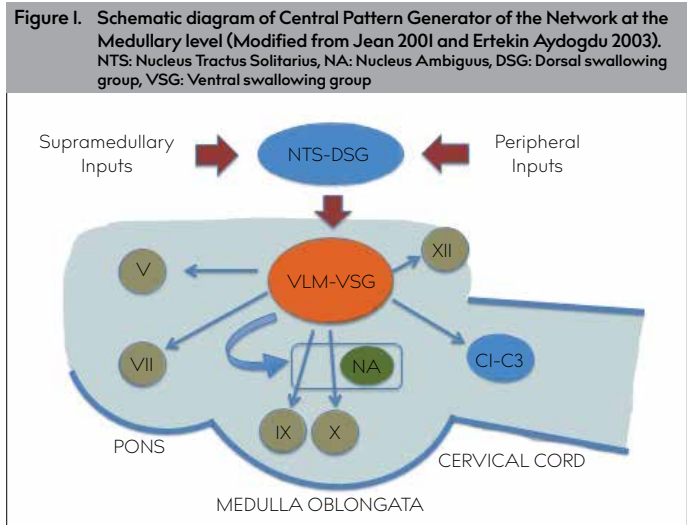 Figure I. Schematic diagram of Central Pattern Generator of the Network at the
Medullary level (Modified from Jean 2001 and Ertekin Aydogdu 2003).
NTS: Nucleus Tractus Solitarius, NA: Nucleus Ambiguus, DSG: Dorsal swallowing
group, VSG: Ventral swallowing group
Supramedullary
Inputs
NTS-DSG
Peripheral
Inputs
XII
V
VLM-VSG
VII
NA
CI-C3
IX
X
PONS
CERVICAL CORD
MEDULLA OBLONGATA